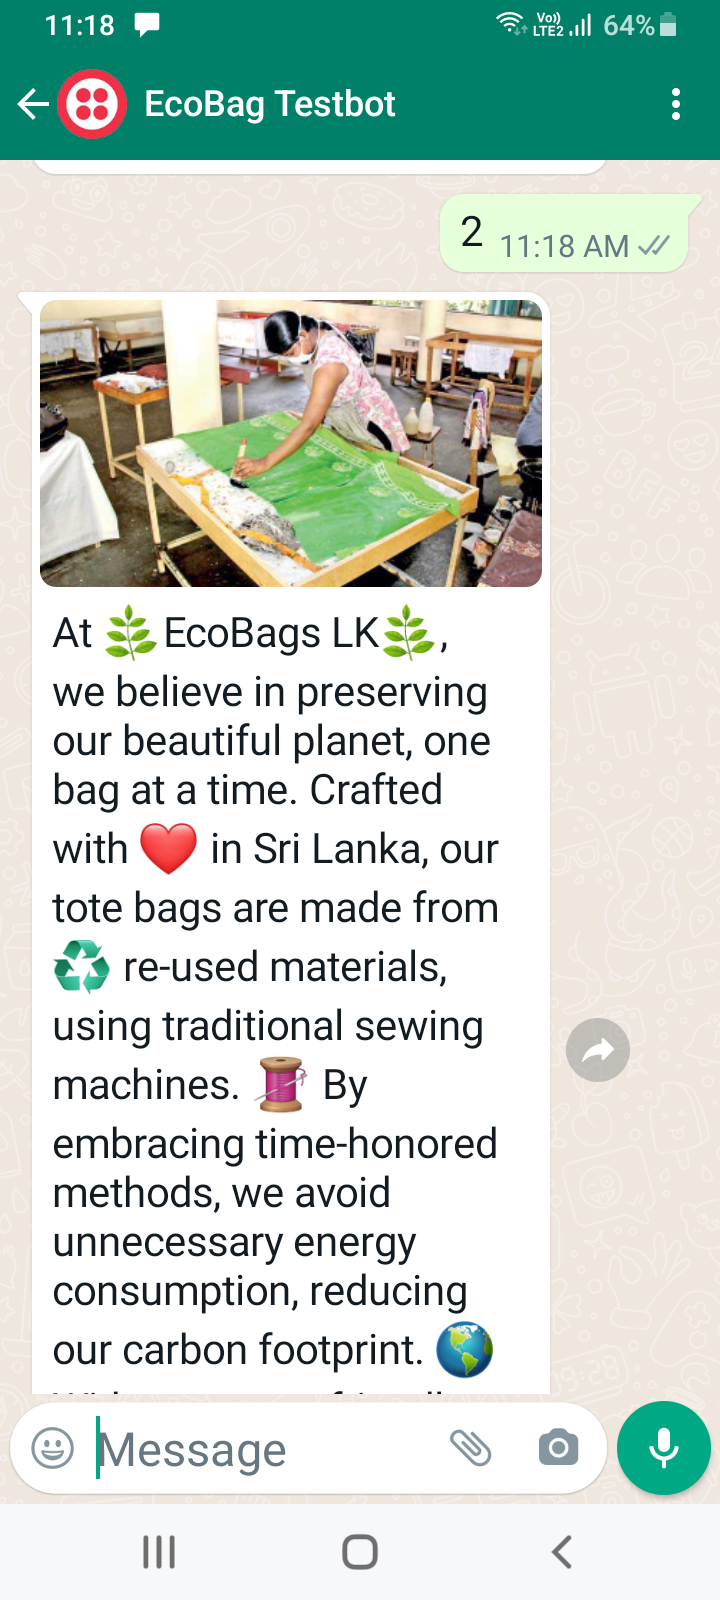 11:18
Vo))
LTE2
64%
EcoBag Testbot
2 11:18 AM
At 🌿EcoBags LK🌿,
we believe in preserving
our beautiful planet, one
bag at a time. Crafted
with ❤️ in Sri Lanka, our
tote bags are made from
♻️ re-used materials,
using traditional sewing
machines. 🧵 By
embracing time-honored
methods, we avoid
unnecessary energy
consumption, reducing
our carbon footprint. 🌎
Message